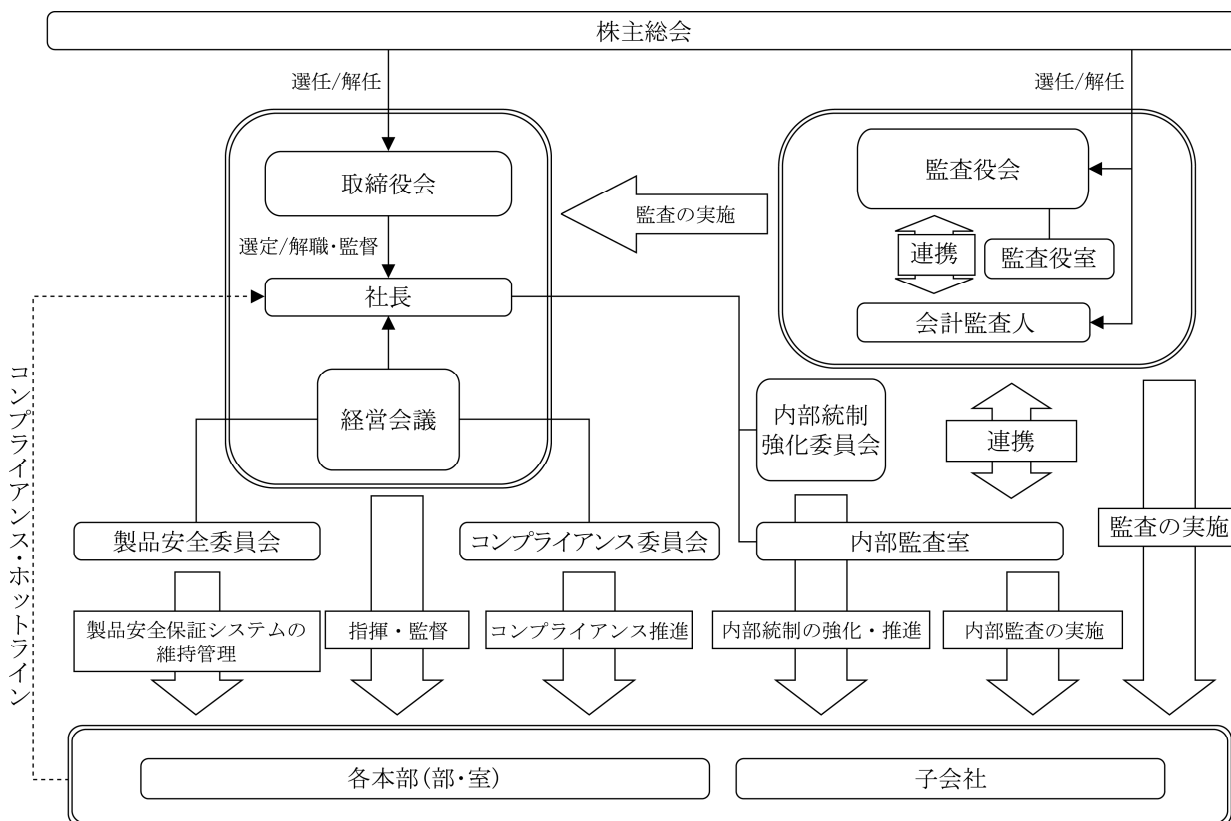 株主総会
選任/解任
選任/解任
取締役会
監査役会
監査の実施
選定/解職・監督
連携
監査役室
社長
会計監査人
コンプライアンス・ホットライン
経営会議
内部統制
強化委員会
連携
製品安全委員会
コンプライアンス委員会
内部監査室
監査の実施
製品安全保証システムの
維持管理
指揮・監督
コンプライアンス推進
内部統制の強化・推進
内部監査の実施
各本部(部・室)
子会社